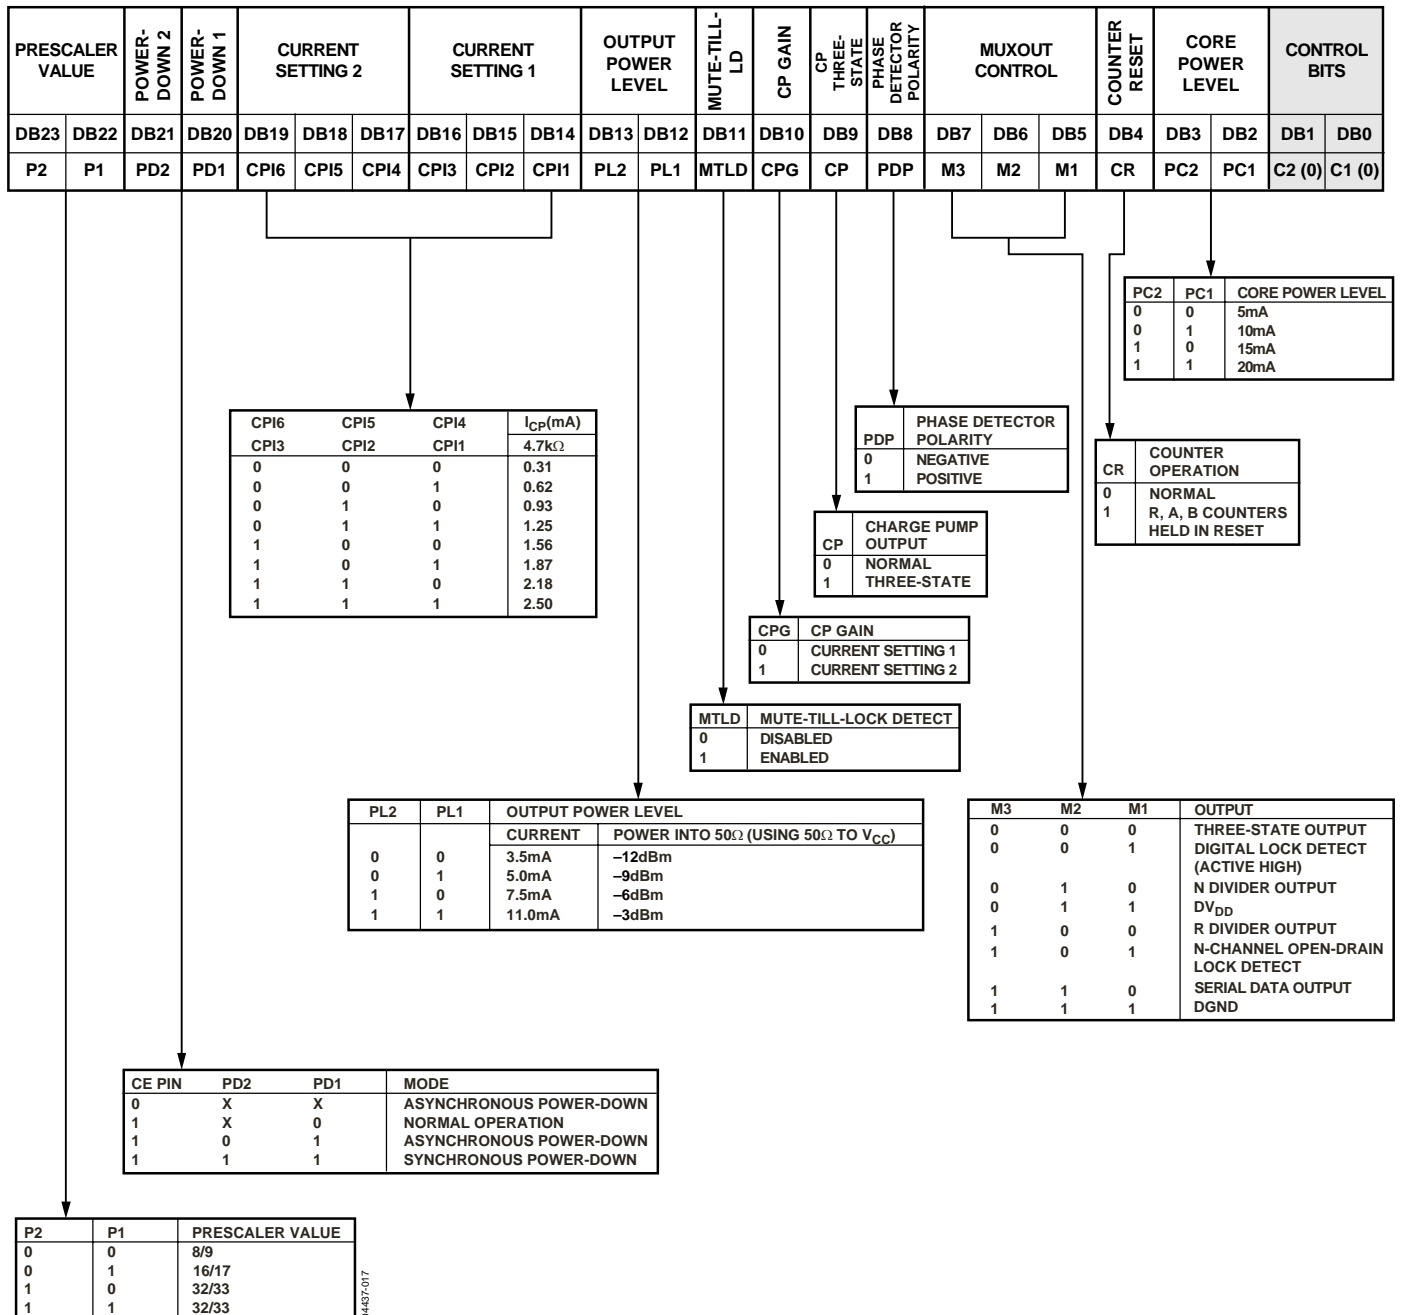 PRESCALER VALUE
POWER-DOWN 2
POWER-DOWN 1
CURRENT SETTING 2
CURRENT SETTING 1
OUTPUT POWER LEVEL
MUTE-TILL-LD
CP GAIN
CP THREE-STATE
PHASE DETECTOR POLARITY
MUXOUT CONTROL
COUNTER RESET
CORE POWER LEVEL
CONTROL BITS
DB23 DB22 DB21 DB20 DB19 DB18 DB17 DB16 DB15 DB14 DB13 DB12 DB11 DB10 DB9 DB8 DB7 DB6 DB5 DB4 DB3 DB2 DB1 DB0
P2 P1 PD2 PD1 CPI6 CPI5 CPI4 CPI3 CPI2 CPI1 PL2 PL1 MTLD CPG CP PDP M3 M2 M1 CR PC2 PC1 C2 (0) C1 (0)
PC2 PC1 CORE POWER LEVEL
0 0 5mA
0 1 10mA
1 0 15mA
1 1 20mA
CPI6 CPI5 CPI4 ICP(mA)
CPI3 CPI2 CPI1 4.7kΩ
0 0 0 0.31
0 0 1 0.62
0 1 0 0.93
0 1 1 1.25
1 0 0 1.56
1 0 1 1.87
1 1 0 2.18
1 1 1 2.50
PHASE DETECTOR
PDP POLARITY
0 NEGATIVE
1 POSITIVE
COUNTER
CR OPERATION
0 NORMAL
1 R, A, B COUNTERS
HELD IN RESET
CHARGE PUMP
CP OUTPUT
0 NORMAL
1 THREE-STATE
CPG CP GAIN
0 CURRENT SETTING 1
1 CURRENT SETTING 2
MTLD MUTE-TILL-LOCK DETECT
0 DISABLED
1 ENABLED
PL2 PL1 OUTPUT POWER LEVEL
CURRENT POWER INTO 50Ω (USING 50Ω TO VCC)
0 0 3.5mA –12dBm
0 1 5.0mA –9dBm
1 0 7.5mA –6dBm
1 1 11.0mA –3dBm
M3 M2 M1 OUTPUT
0 0 0 THREE-STATE OUTPUT
0 0 1 DIGITAL LOCK DETECT
(ACTIVE HIGH)
0 1 0 N DIVIDER OUTPUT
0 1 1 DVDD
1 0 0 R DIVIDER OUTPUT
1 0 1 N-CHANNEL OPEN-DRAIN
LOCK DETECT
1 1 0 SERIAL DATA OUTPUT
1 1 1 DGND
CE PIN PD2 PD1 MODE
0 X X ASYNCHRONOUS POWER-DOWN
1 X 0 NORMAL OPERATION
1 0 1 ASYNCHRONOUS POWER-DOWN
1 1 1 SYNCHRONOUS POWER-DOWN
P2 P1 PRESCALER VALUE
0 0 8/9
0 1 16/17
1 0 32/33
1 1 32/33